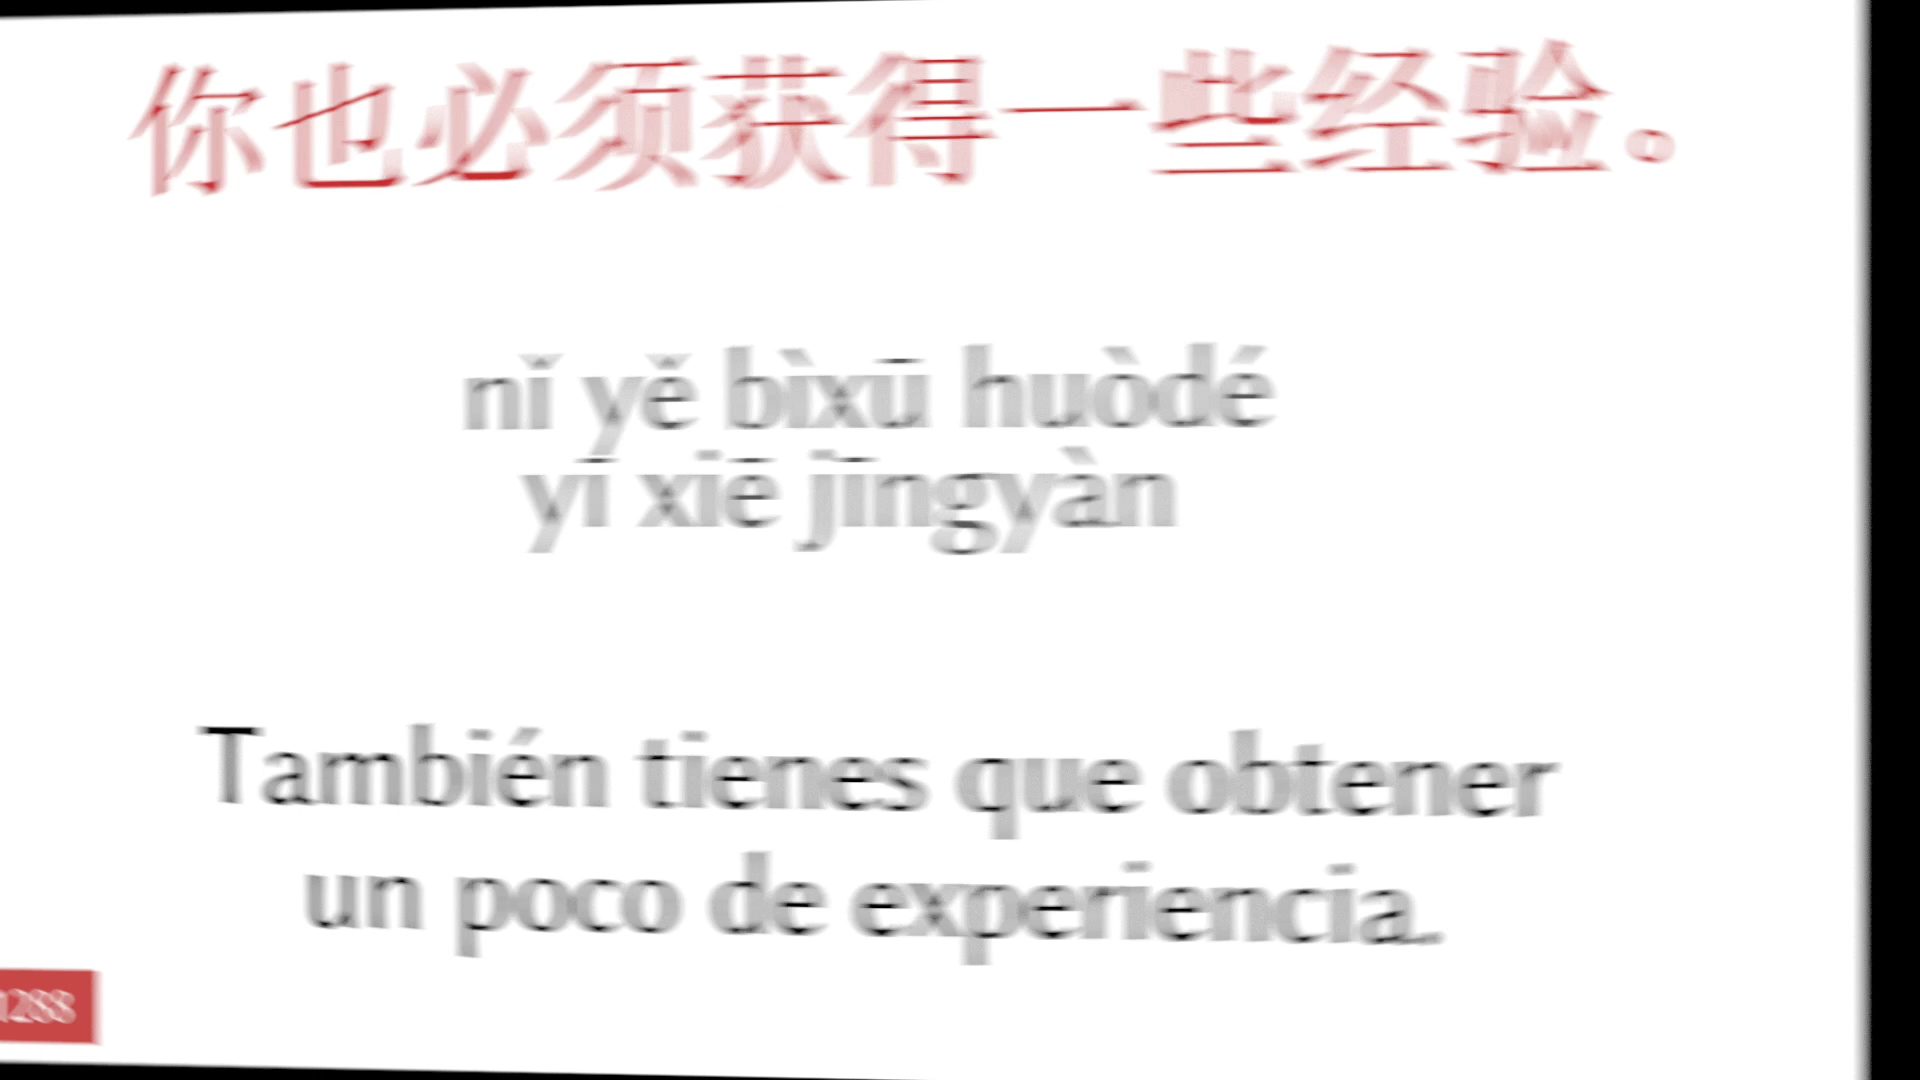 你也必须获得一些经验。
nǐ yě bìxū huòdé
yī xiē jīngyàn
También tienes que obtener
un poco de experiencia.
1288